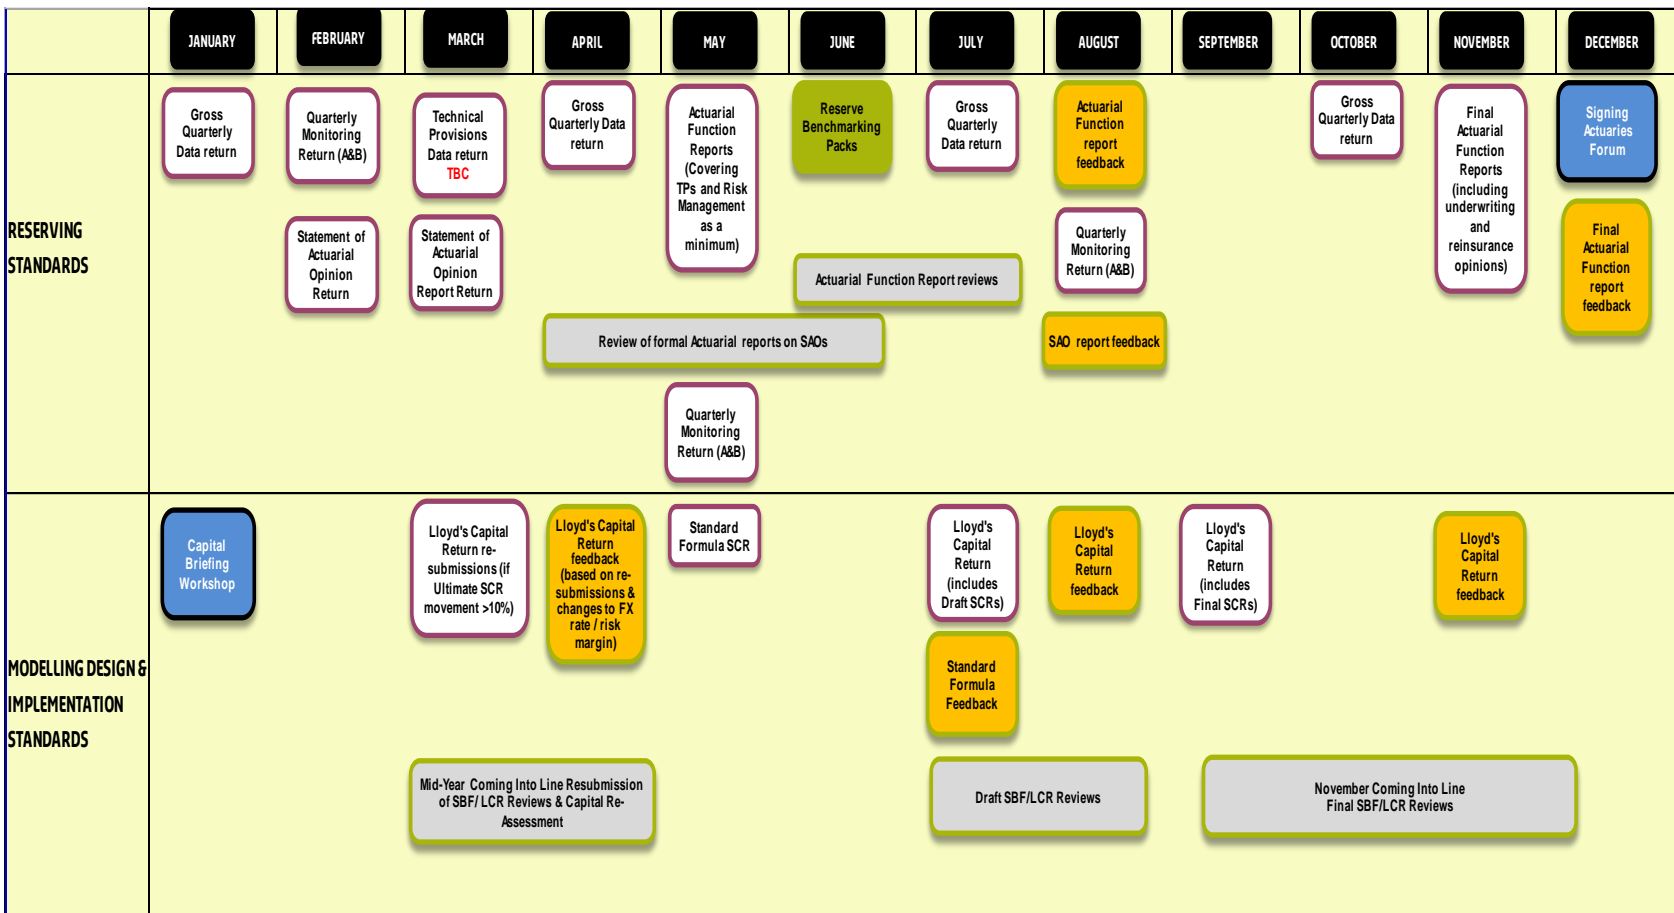 JANUARY
FEBRUARY
MARCH
APRIL
MAY
JUNE
JULY
AUGUST
SEPTEMBER
OCTOBER
NOVEMBER
DECEMBER
RESERVING
STANDARDS
Gross
Quarterly
Data return
Quarterly
Monitoring
Return (A&B)
Statement of
Actuarial
Opinion
Return
Technical
Provisions
Data return
TBC
Statement of
Actuarial
Opinion
Report Return
Gross
Quarterly Data
return
Actuarial
Function
Reports
(Covering
TPs and Risk
Management
as a
minimum)
Reserve
Benchmarking
Packs
Gross
Quarterly
Data return
Actuarial
Function
report
feedback
Quarterly
Monitoring
Return (A&B)
Gross
Quarterly Data
return
Final
Actuarial
Function
Reports
(including
underwriting
and
reinsurance
opinions)
Signing
Actuaries
Forum
Final
Actuarial
Function
report
feedback
Actuarial Function Report reviews
Review of formal Actuarial reports on SAOs
SAO report feedback
Quarterly
Monitoring
Return (A&B)
MODELLING DESIGN &
IMPLEMENTATION
STANDARDS
Capital
Briefing
Workshop
Lloyd's Capital
Return re-
submissions (if
Ultimate SCR
movement >10%)
Lloyd's Capital
Return
feedback
(based on re-
submissions &
changes to FX
rate / risk
margin)
Standard
Formula SCR
Lloyd's
Capital
Return
(includes
Draft SCRs)
Standard
Formula
Feedback
Lloyd's
Capital
Return
feedback
Lloyd's
Capital
Return
(includes
Final SCRs)
Lloyd's
Capital
Return
feedback
Mid-Year Coming Into Line Resubmission
of SBF/ LCR Reviews & Capital Re-
Assessment
Draft SBF/LCR Reviews
November Coming Into Line
Final SBF/LCR Reviews